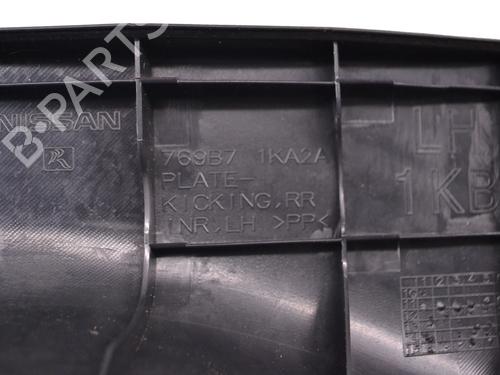 B-PARTS
NISSAN
R
769B7 1KA2A
PLATE-
KICKING,RR
INR,LH >PP<
LH
1KB